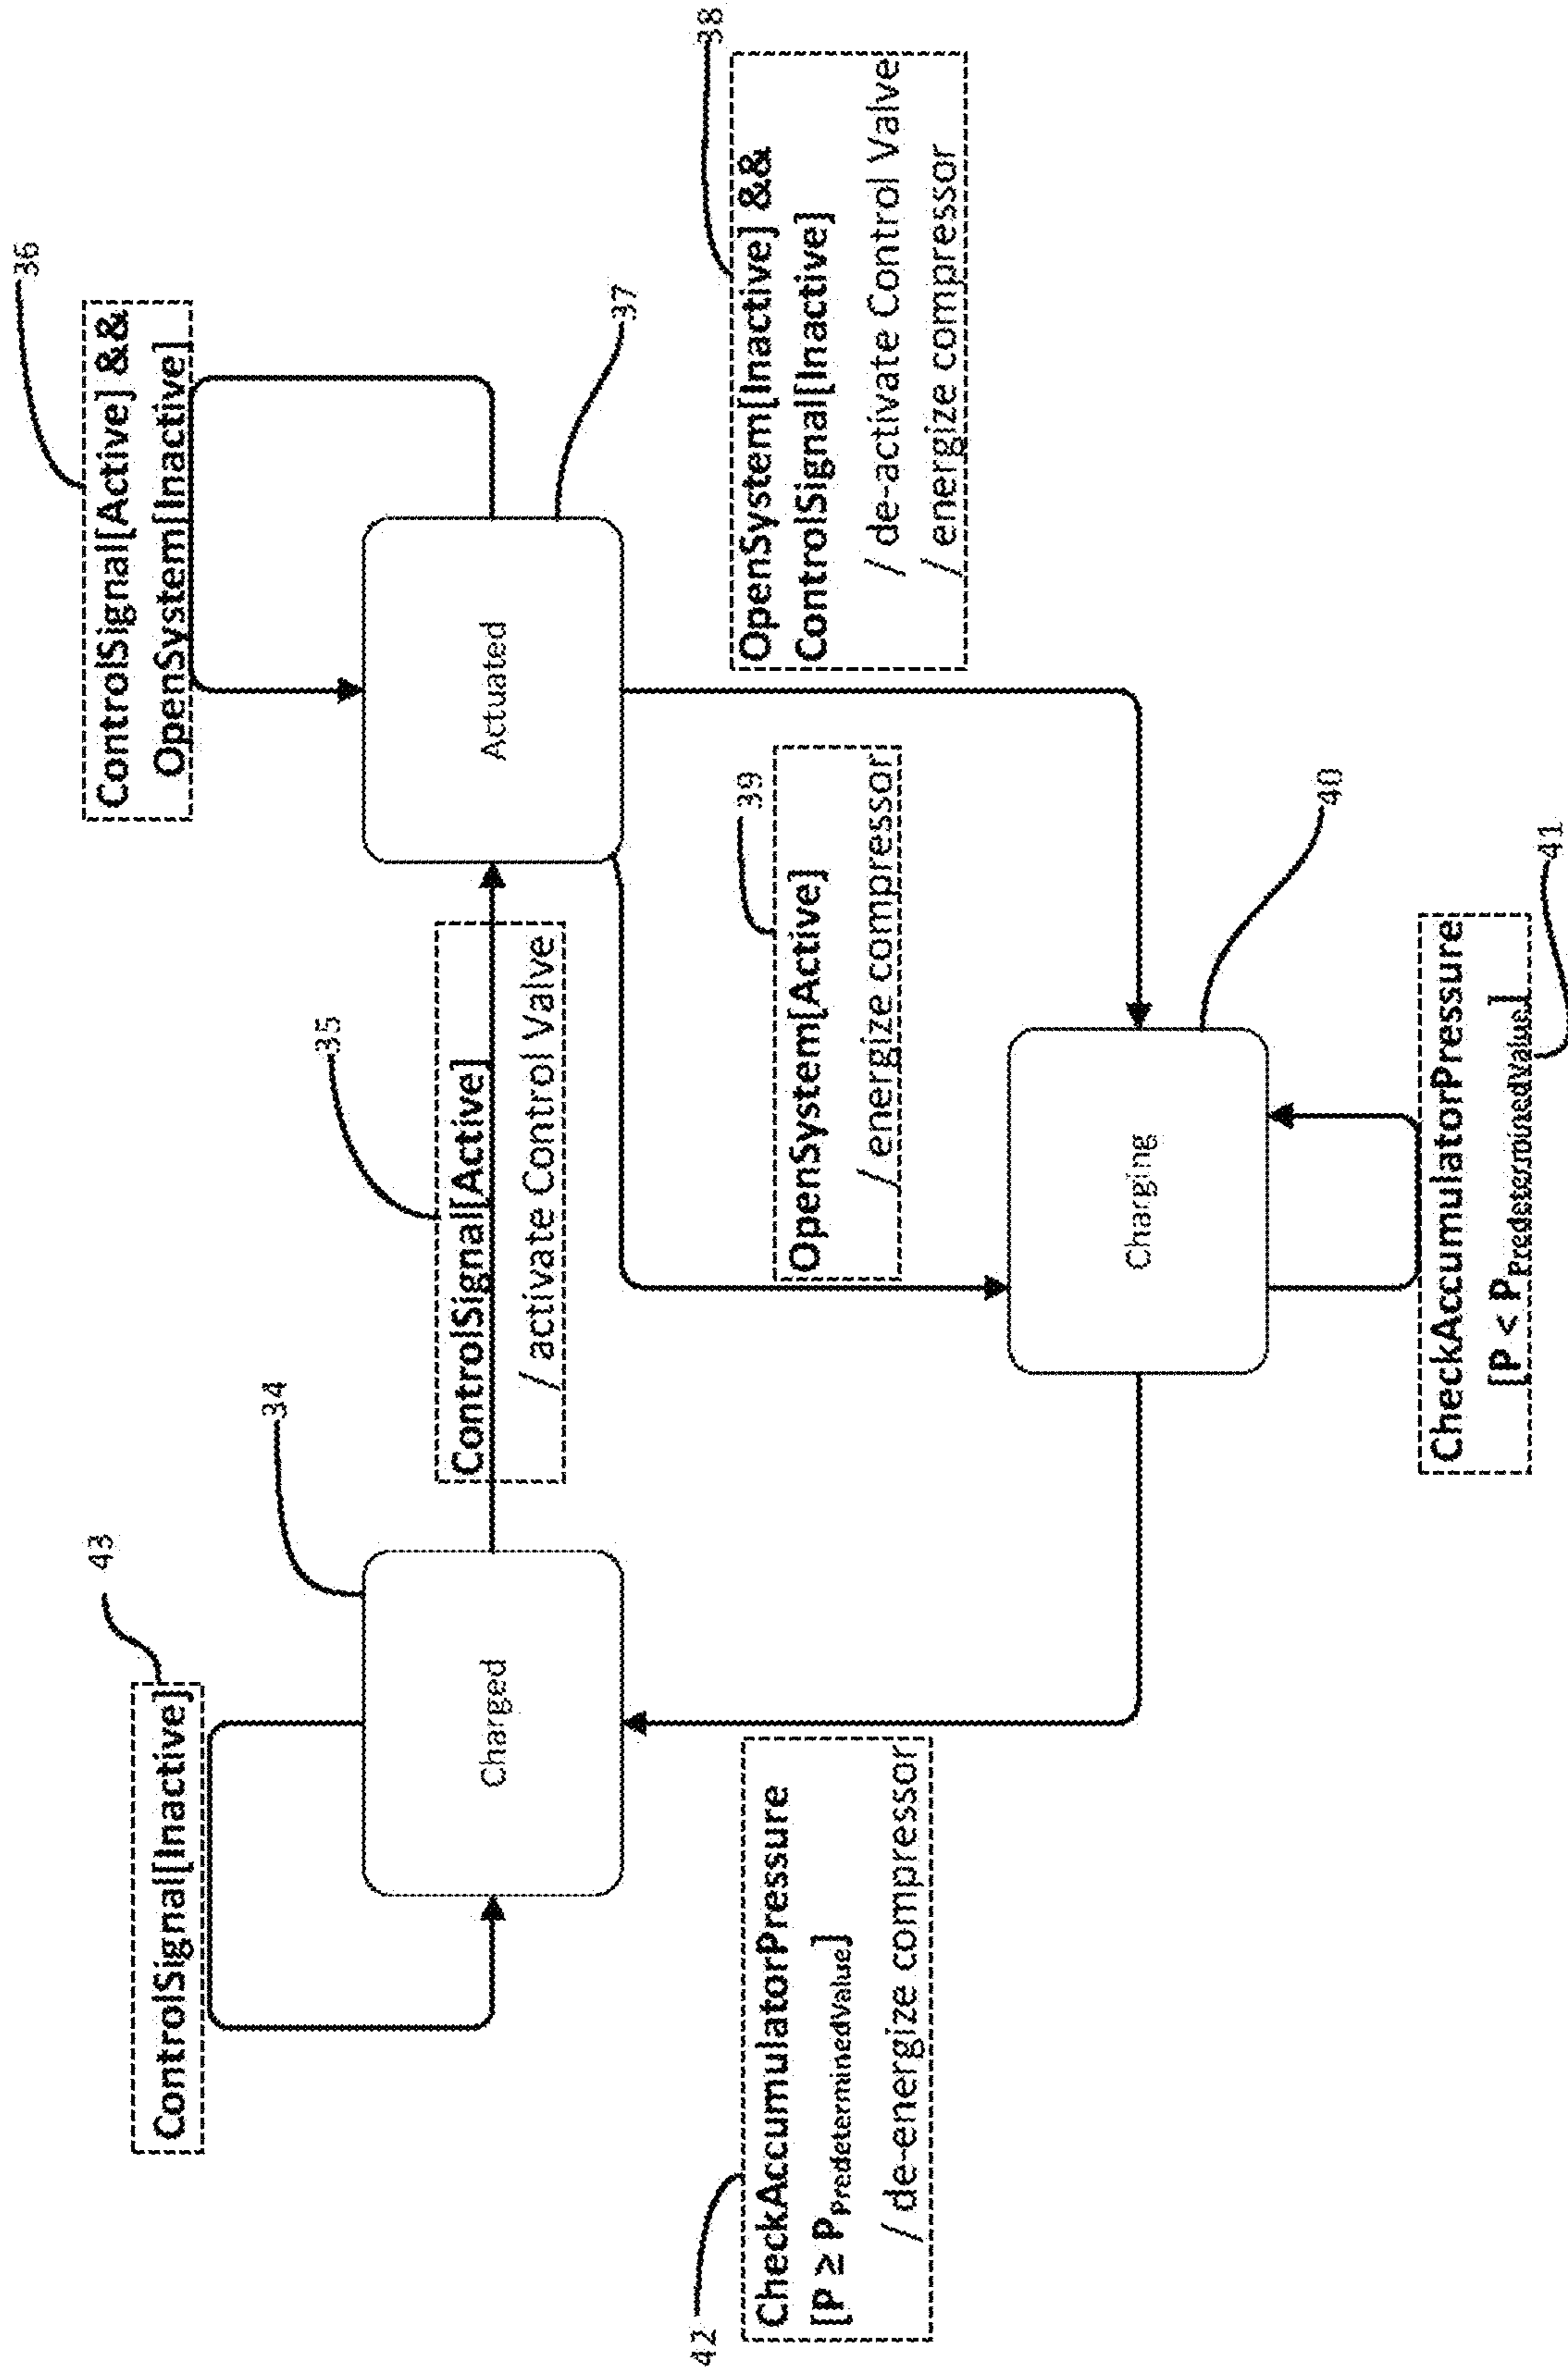 36
ControlSignal[Active] &&
OpenSystem[Inactive]
43
ControlSignal[Inactive]
34
35
ControlSignal[Active]
/ activate Control Valve
Charged
Actuated
37
38
OpenSystem[Inactive] &&
ControlSignal[Inactive]
/ de-activate Control Valve
/ energize compressor
39
OpenSystem[Active]
/ energize compressor
42
CheckAccumulatorPressure
[P ≥ PPredeterminedValue]
/ de-energize compressor
Charging
40
CheckAccumulatorPressure
[P < PPredeterminedValue]
41